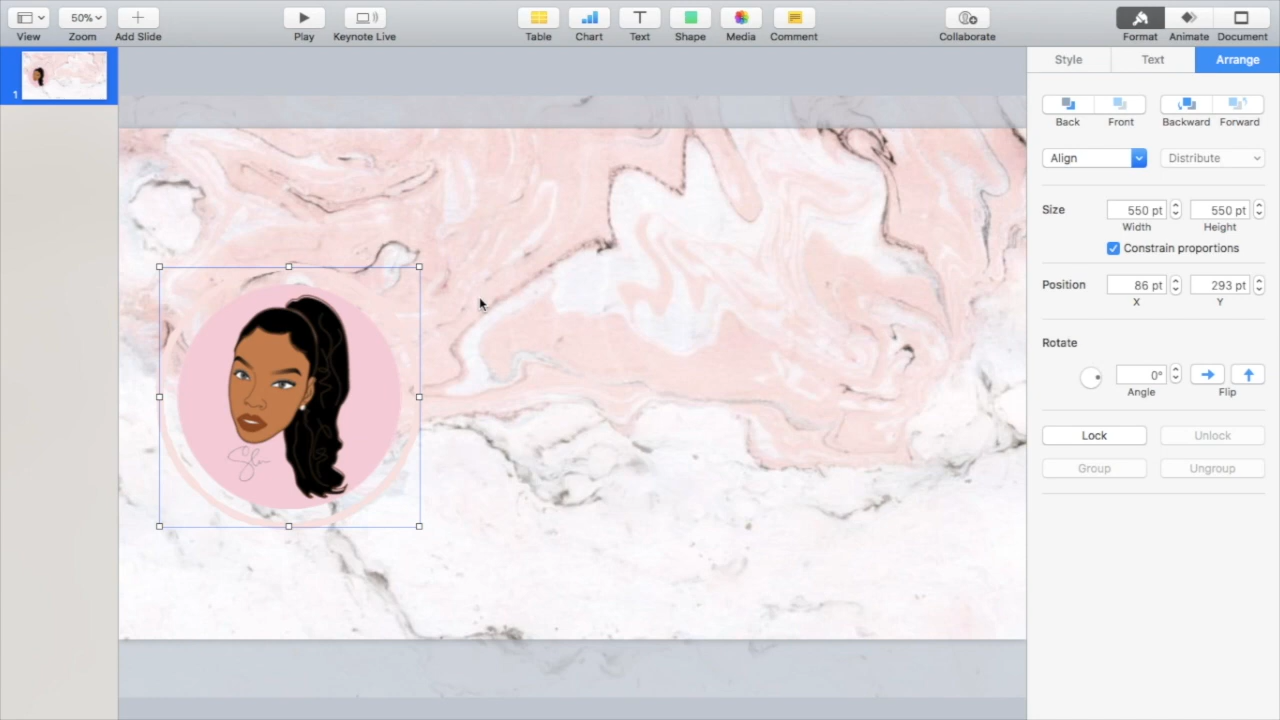 View
50%
Zoom
Add Slide
Play
Keynote Live
Table
Chart
Text
Shape
Media
Comment
Collaborate
Format
Animate
Document
1
Style
Text
Arrange
Back
Front
Backward
Forward
Align
Distribute
Size
550 pt
550 pt
Width
Height
Constrain proportions
Position
86 pt
293 pt
X
Y
Rotate
0°
Angle
Flip
Lock
Unlock
Group
Ungroup